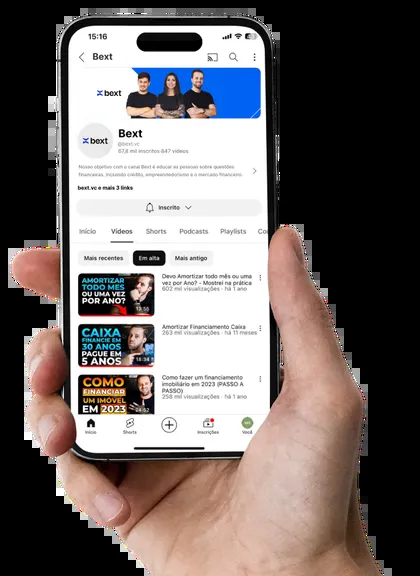 15:16
Bext
bext
bext
Bext
@bext.vc
67,8 mil inscritos 847 vídeos
Nosso objetivo com o canal Bext é educar as pessoas sobre questões
financeiras, incluindo crédito, empreendedorismo e o mercado financeiro.
bext.vc e mais 3 links
Inscrito
Início Vídeos Shorts Podcasts Playlists Co
Mais recentes Em alta Mais antigo
AMORTIZAR
TODO MÊS
OU UMA VEZ
POR ANO?
13:55
Devo Amortizar todo mês ou uma
vez por Ano? - Mostrei na prática
602 mil visualizações · há 1 ano
CAIXA
FINANCIE EM
30 ANOS
PAGUE EM
5 ANOS
18:34
Amortizar Financiamento Caixa
263 mil visualizações · há 11 meses
COMO
FINANCIAR
UM IMÓVEL
EM 2023
04:52
Como fazer um financiamento
imobiliário em 2023 (PASSO A
PASSO)
258 mil visualizações · há 1 ano
Início Shorts Inscrições Você